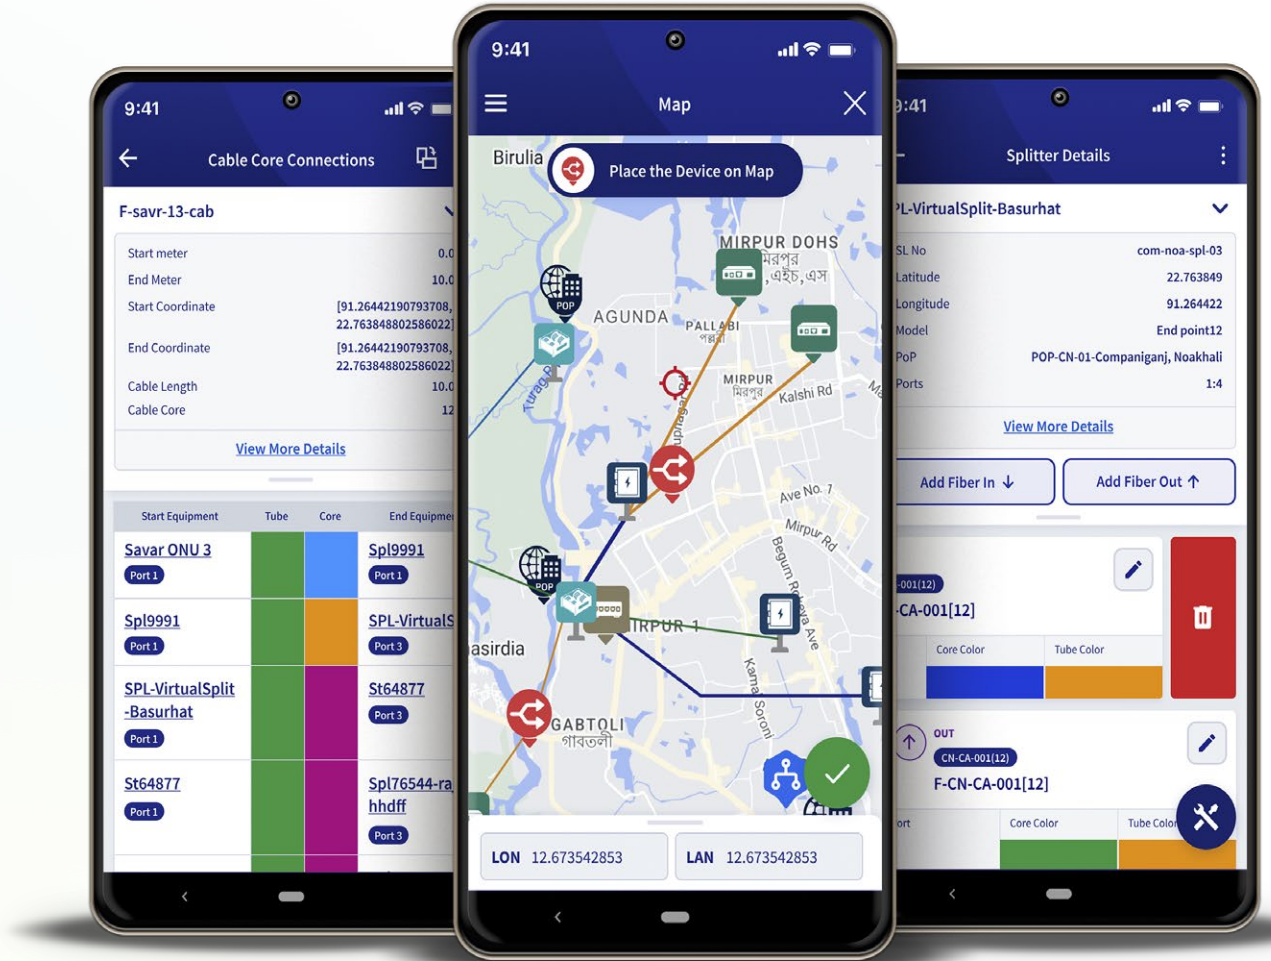 9:41
Cable Core Connections
F-savr-13-cab
Start meter 0.0
End Meter 10.0
Start Coordinate [91.26442190793708,
22.763848802586022]
End Coordinate [91.26442190793708,
22.763848802586022]
Cable Length 10.0
Cable Core 12
View More Details
Start Equipment Tube Core End Equipme
Savar ONU 3 Spl9991
Port 1 Port 1
Spl9991 SPL-VirtualS
Port 1 Port 3
SPL-VirtualSplit St64877
-Basurhat Port 3
Port 1
St64877 Spl76544-ra
Port 1 hhdff
Port 3
9:41
Map
Place the Device on Map
Birulia
MIRPUR DOHS
মিরপুর
,এইচ,এস
POP
AGUNDA
PALLABI
পল্লবী
MIRPUR
মিরপুর
Kalshi Rd
Ma
Turag R
upnagar Rd
Ave No. 7
Mirpur Rd
Begum Rokeya Ave
POP
IRPUR 1
asirdia
Kamal Soroni
GABTOLI
গাবতলী
LON 12.673542853 LAN 12.673542853
9:41
Splitter Details
PL-VirtualSplit-Basurhat
SL No com-noa-spl-03
Latitude 22.763849
Longitude 91.264422
Model End point12
PoP POP-CN-01-Companiganj, Noakhali
Ports 1:4
View More Details
Add Fiber In ↓ Add Fiber Out ↑
-001(12)
-CA-001[12]
Core Color Tube Color
OUT
CN-CA-001(12)
F-CN-CA-001[12]
ort Core Color Tube Color